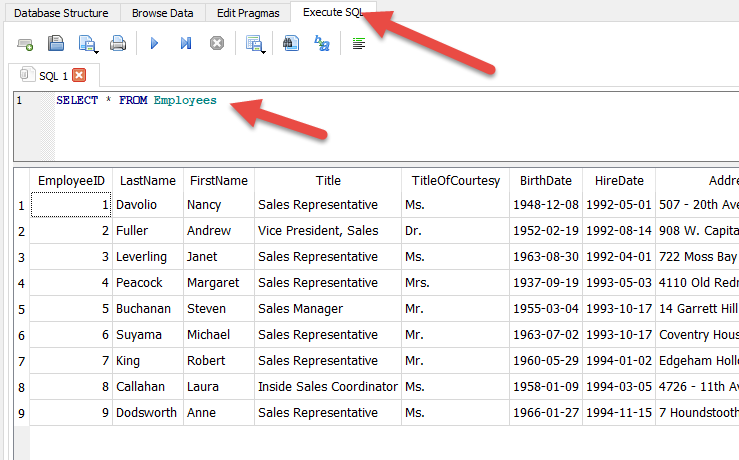 Database Structure Browse Data Edit Pragmas Execute SQL
SQL 1
1 SELECT * FROM Employees
EmployeeID LastName FirstName Title TitleOfCourtesy BirthDate HireDate Addre
1 1 Davolio Nancy Sales Representative Ms. 1948-12-08 1992-05-01 507 - 20th Ave
2 2 Fuller Andrew Vice President, Sales Dr. 1952-02-19 1992-08-14 908 W. Capita
3 3 Leverling Janet Sales Representative Ms. 1963-08-30 1992-04-01 722 Moss Bay
4 4 Peacock Margaret Sales Representative Mrs. 1937-09-19 1993-05-03 4110 Old Redm
5 5 Buchanan Steven Sales Manager Mr. 1955-03-04 1993-10-17 14 Garrett Hill
6 6 Suyama Michael Sales Representative Mr. 1963-07-02 1993-10-17 Coventry Hous
7 7 King Robert Sales Representative Mr. 1960-05-29 1994-01-02 Edgeham Hollo
8 8 Callahan Laura Inside Sales Coordinator Ms. 1958-01-09 1994-03-05 4726 - 11th A
9 9 Dodsworth Anne Sales Representative Ms. 1966-01-27 1994-11-15 7 Houndstooth